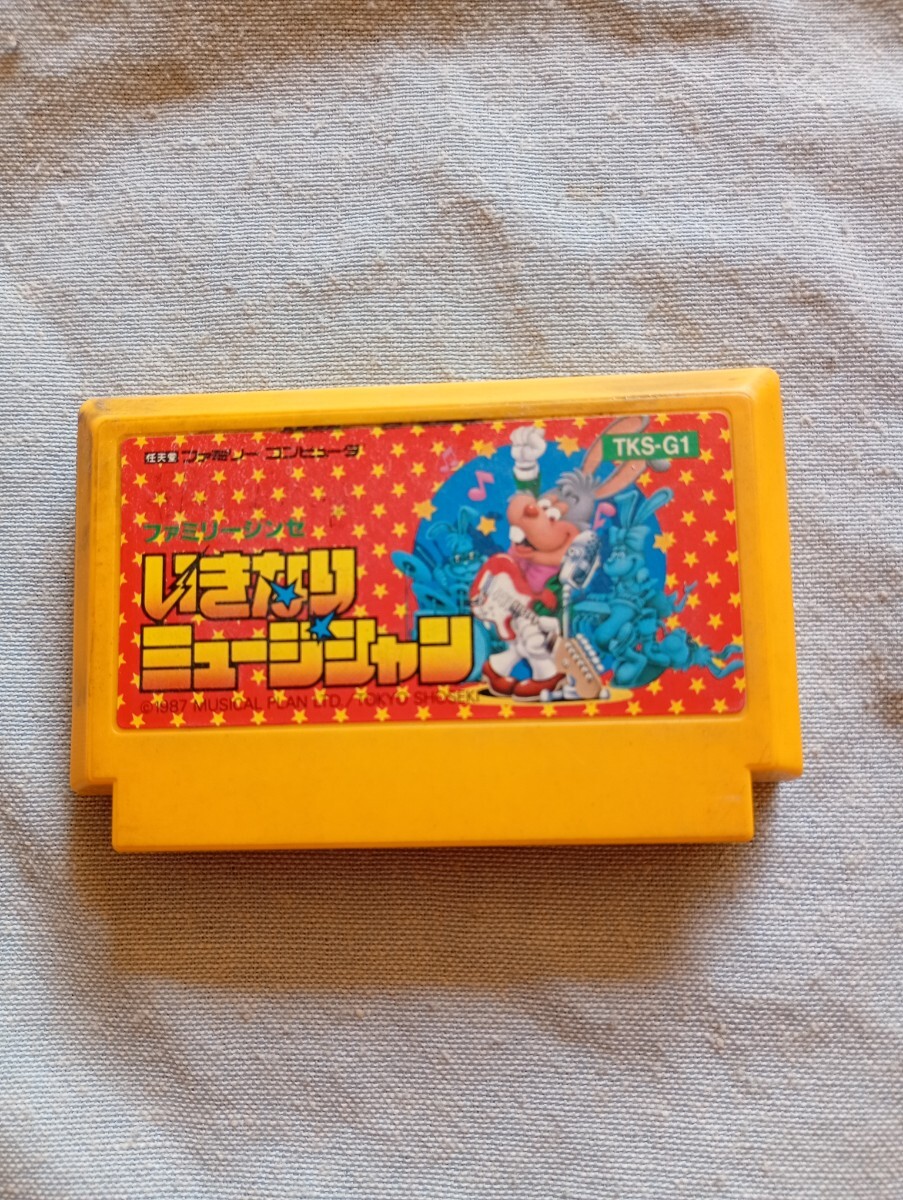 任天堂 ファミリー コンピュータ
TKS-G1
ファミリーシンセ
いきなり
ミュージシャン
©1987 MUSICAL PLAN LTD./TOKYO SHOSEKI